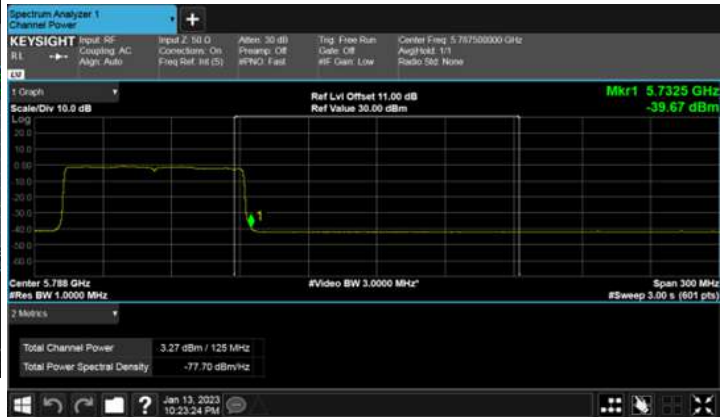 Spectrum Analyzer 1
Channel Power
+
KEYSIGHT Input: RF Input Z: 50 Ω Atten: 30 dB Trig: Free Run Center Freq: 5.787500000 GHz
RL Coupling: AC Corrections: On Preamp: Off Gate: Off Avg|Hold: 1/1
Align: Auto Freq Ref: Int (S) #PNO: Fast #IF Gain: Low Radio Std: None
LXI
1 Graph Ref Lvl Offset 11.00 dB Mkr1 5.7325 GHz
Scale/Div 10.0 dB Ref Value 30.00 dBm -39.67 dBm
Log
20.0
10.0
0.00
-10.0
-20.0
-30.0
-40.0
-50.0
-60.0
1
Center 5.788 GHz #Video BW 3.0000 MHz* Span 300 MHz
#Res BW 1.0000 MHz #Sweep 3.00 s (601 pts)
2 Metrics
Total Channel Power 3.27 dBm / 125 MHz
Total Power Spectral Density -77.70 dBm/Hz
? Jan 13, 2023
10:23:24 PM